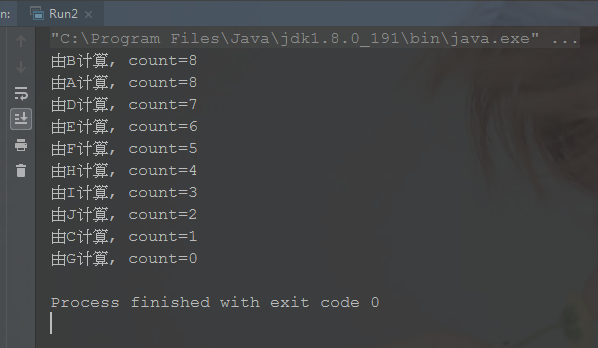 n:
Run2
"C:\Program Files\Java\jdk1.8.0_191\bin\java.exe" ...
由B计算, count=8
由A计算, count=8
由D计算, count=7
由E计算, count=6
由F计算, count=5
由H计算, count=4
由I计算, count=3
由J计算, count=2
由C计算, count=1
由G计算, count=0
Process finished with exit code 0